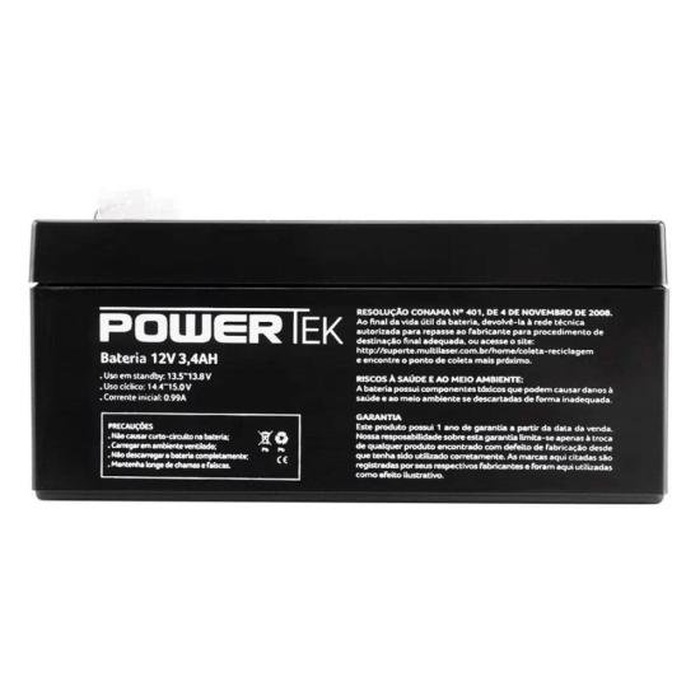 POWERTEK
Bateria 12V 3,4AH
. Uso em standby: 13.5~13.8V
. Uso cíclico: 14.4~15.0V
. Corrente inicial: 0.99A
PRECAUÇÕES
. Não causar curto-circuito na bateria;
. Carregar em ambiente ventilado;
. Não descarregar a bateria completamente;
. Mantenha longe de chamas e faíscas.
Pb Pb
CE
RESOLUÇÃO CONAMA Nº 401, DE 4 DE NOVEMBRO DE 2008.
Ao final da vida útil da bateria, devolvê-la à rede técnica
autorizada para repasse ao fabricante para procedimento de
destinação final adequada, ou acesse o site:
http://suporte.multilaser.com.br/home/coleta-reciclagem
e encontre o ponto de coleta mais próximo.
RISCOS À SAÚDE E AO MEIO AMBIENTE:
A bateria possui componentes tóxicos que podem causar danos à
saúde e ao meio ambiente se descartadas de forma inadequada.
GARANTIA
Este produto possui 1 ano de garantia a partir da data da venda.
Nossa resposabilidade sobre esta garantia limita-se apenas à troca
de qualquer produto encontrado com defeito de fabricação desde
que tenha sido utilizado corretamente. As marcas aqui citadas são
registradas por seus respectivos fabricantes e foram aqui utilizadas
como efeito ilustrativo.